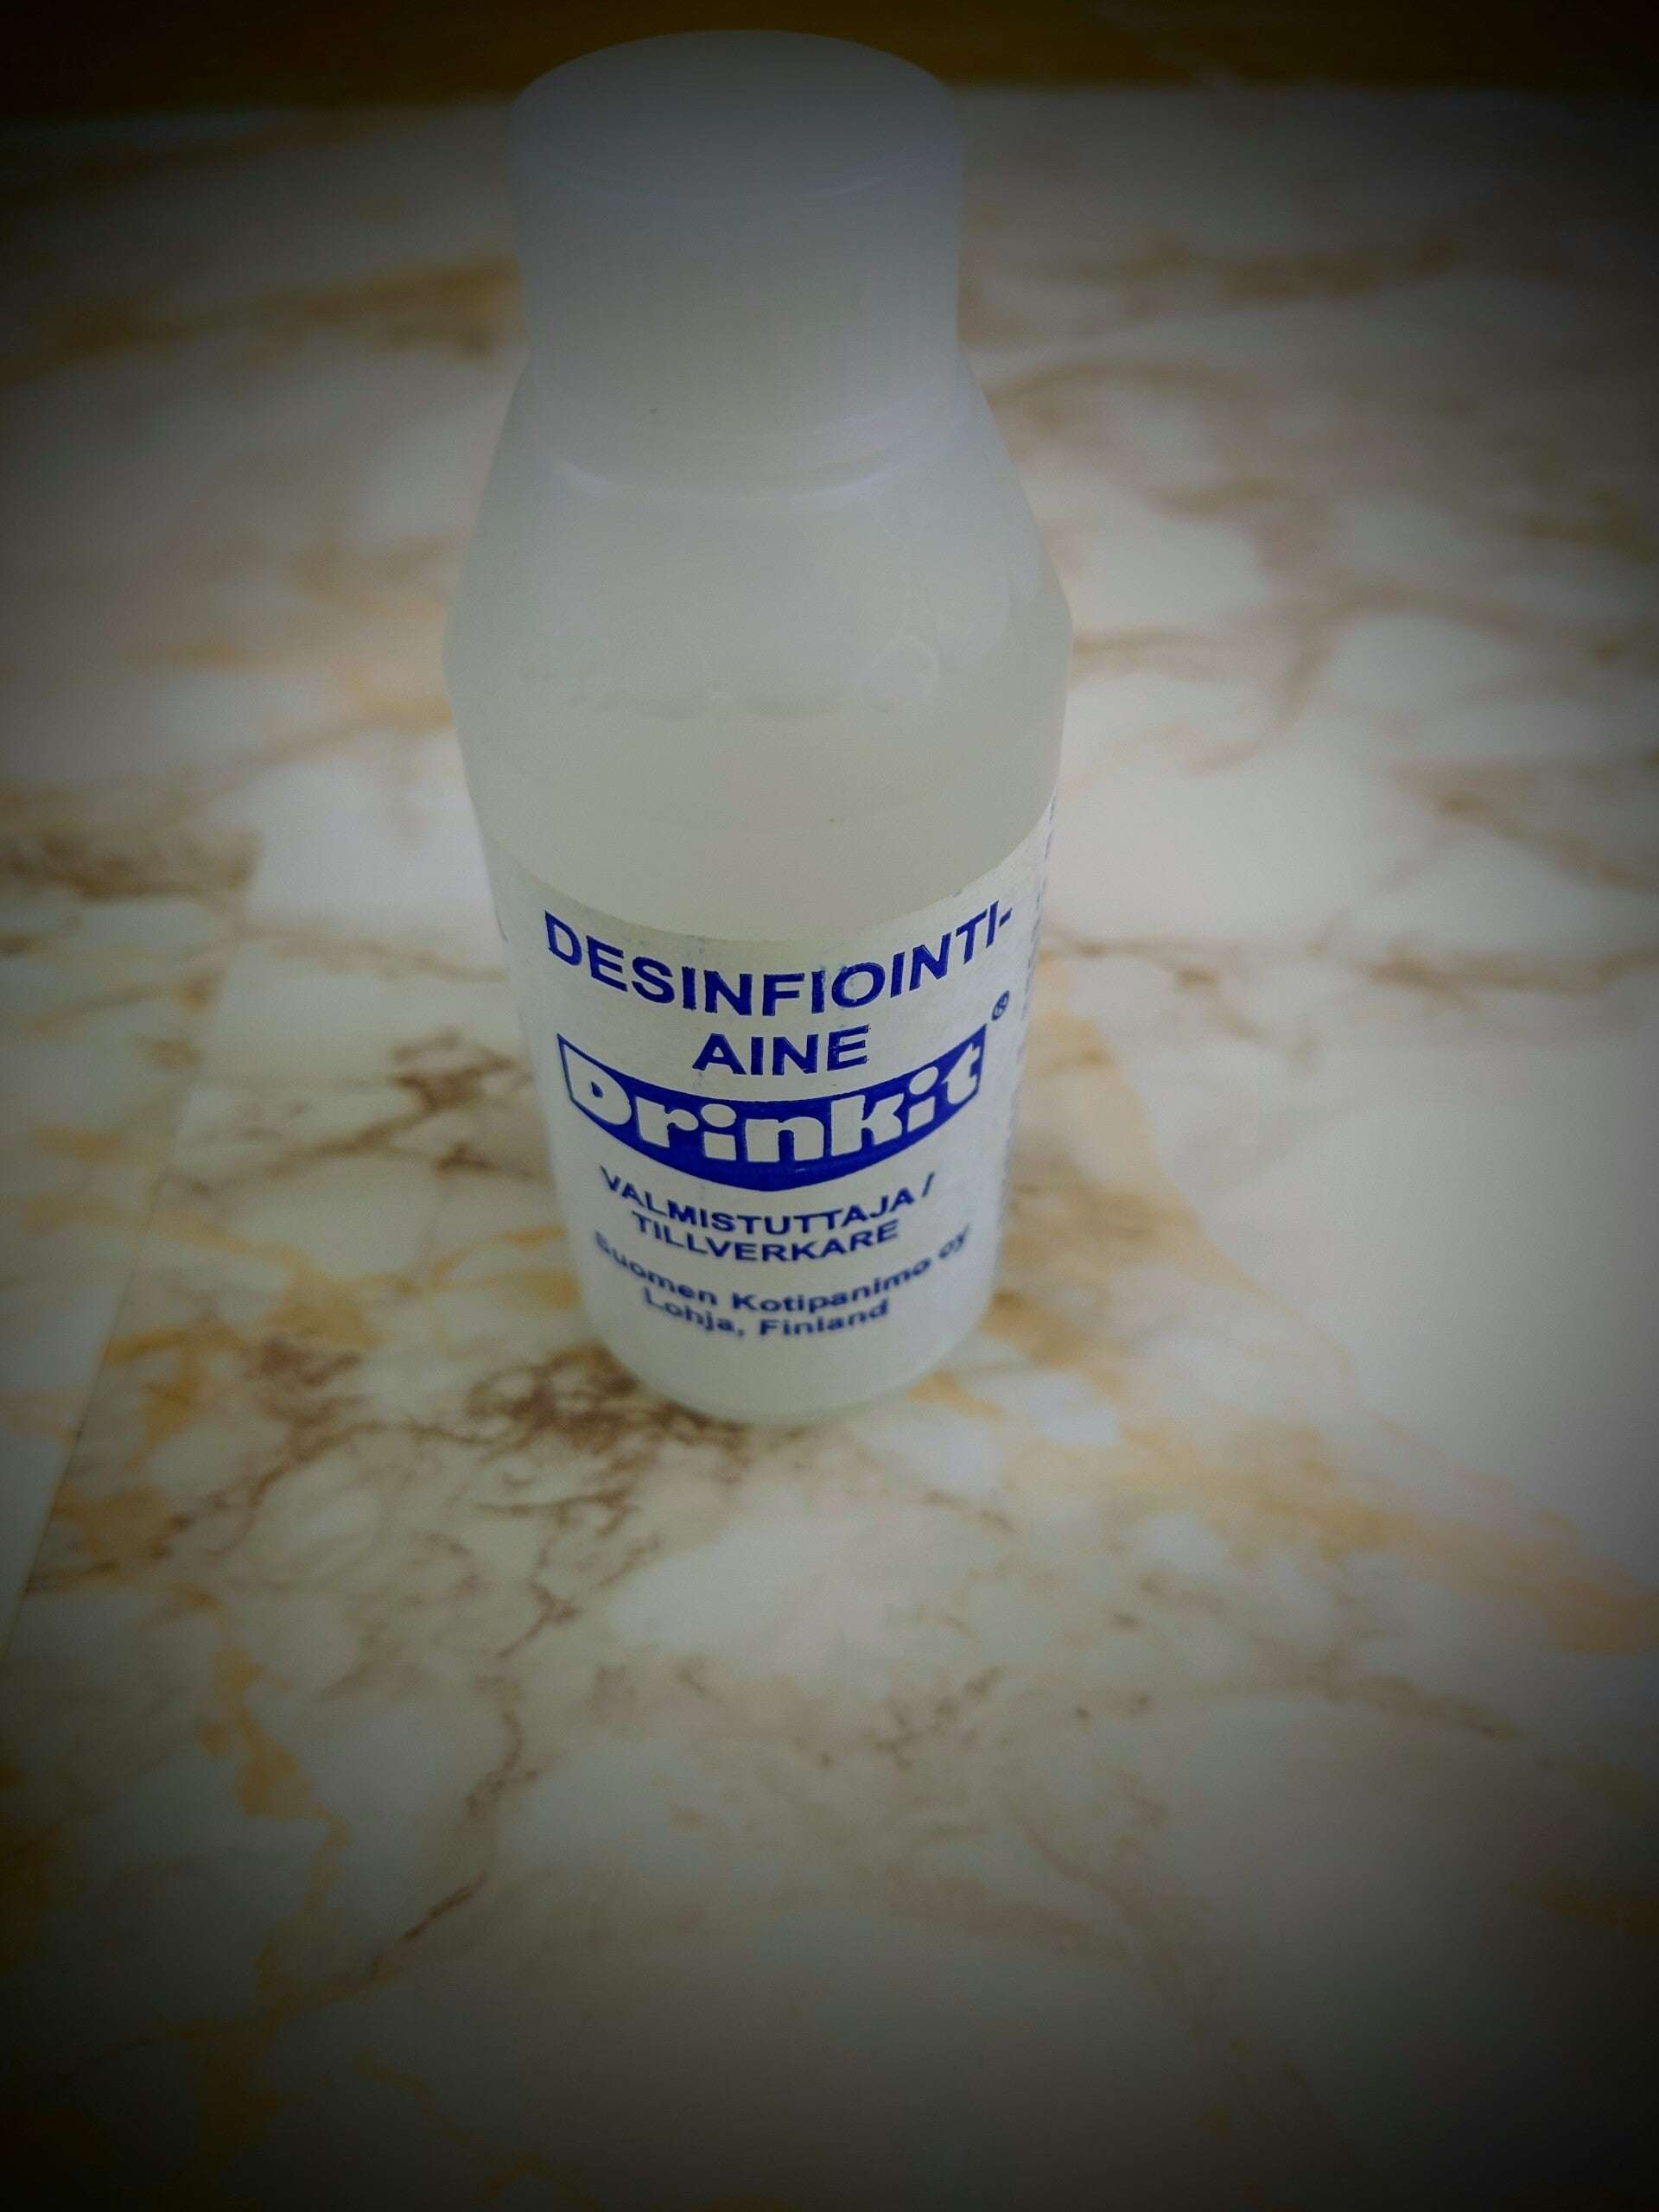 DESINFIOINTI-
AINE
Drinkit®
VALMISTUTTAJA /
TILLVERKARE
Suomen Kotipanimo oy
Lohja, Finland